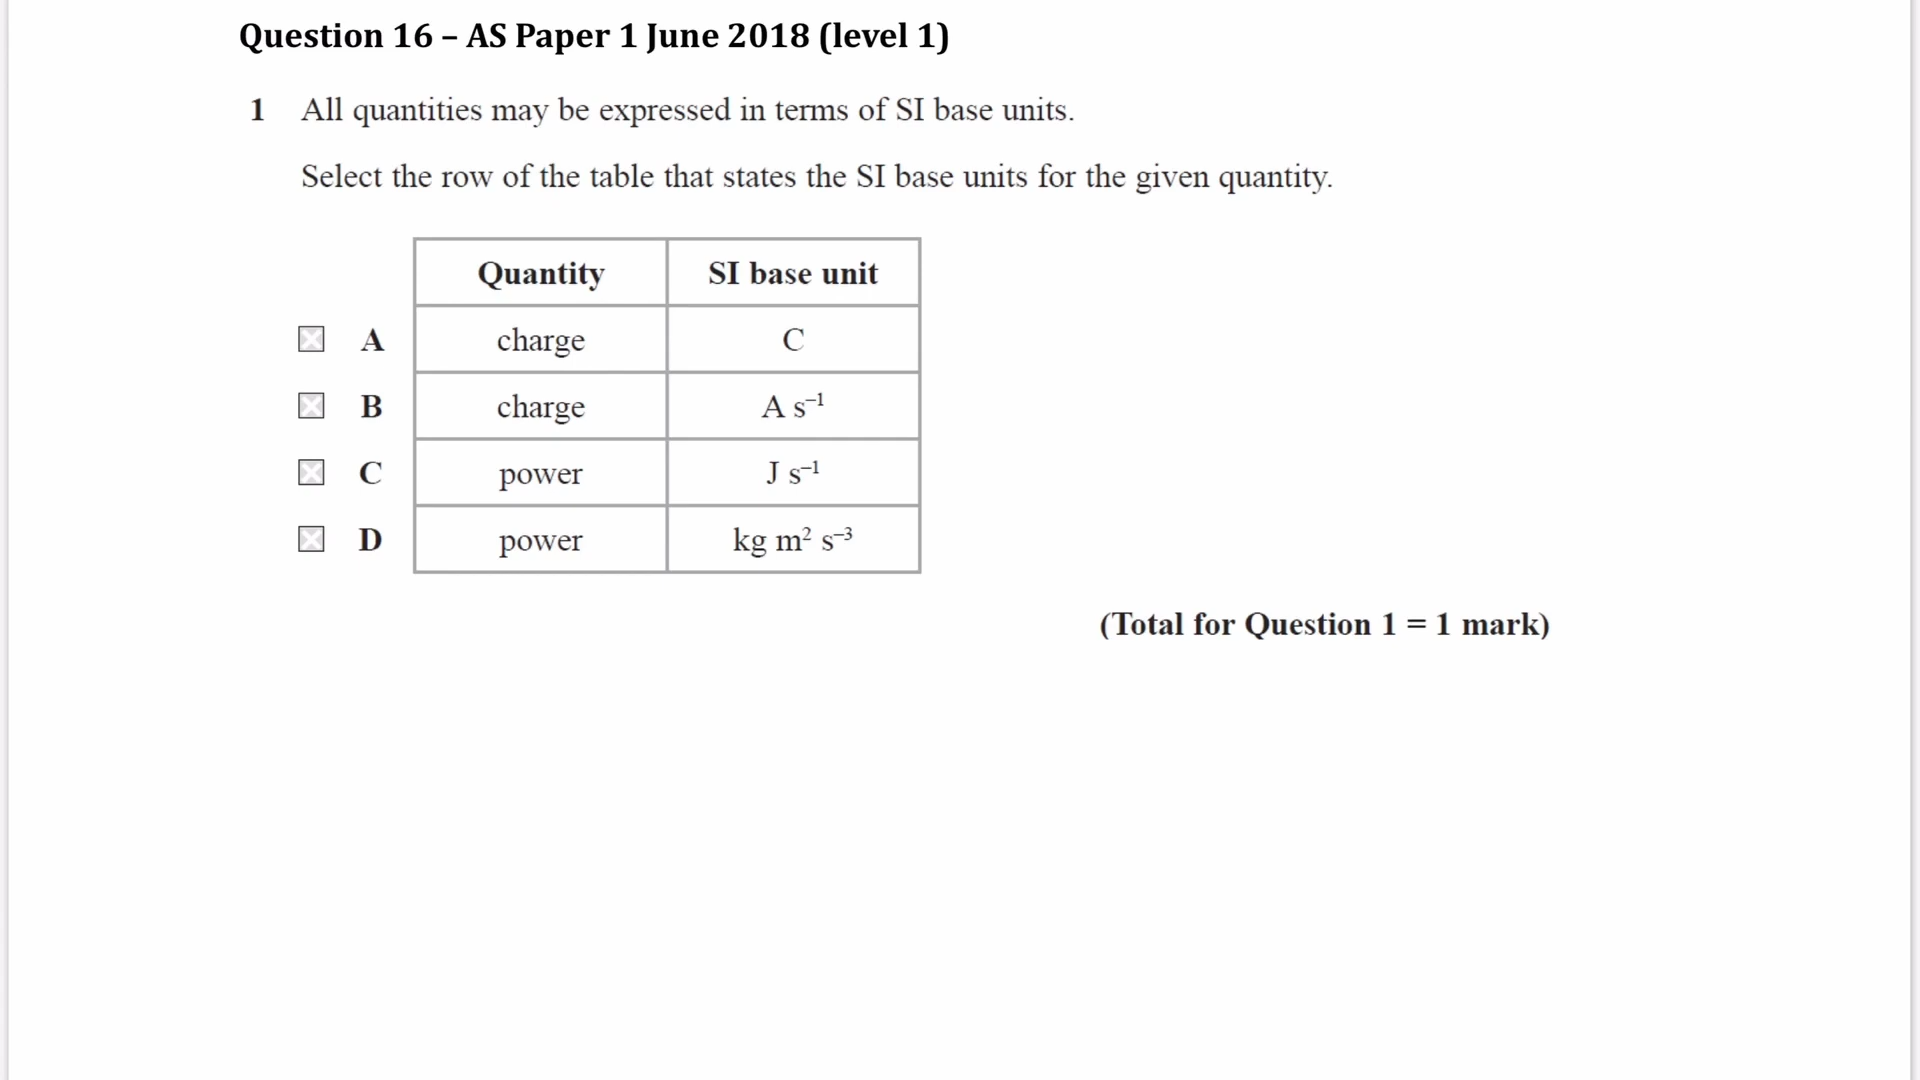 Question 16 – AS Paper 1 June 2018 (level 1)
1 All quantities may be expressed in terms of SI base units.
Select the row of the table that states the SI base units for the given quantity.
Quantity SI base unit
A charge C
B charge A s⁻¹
C power J s⁻¹
D power kg m² s⁻³
(Total for Question 1 = 1 mark)